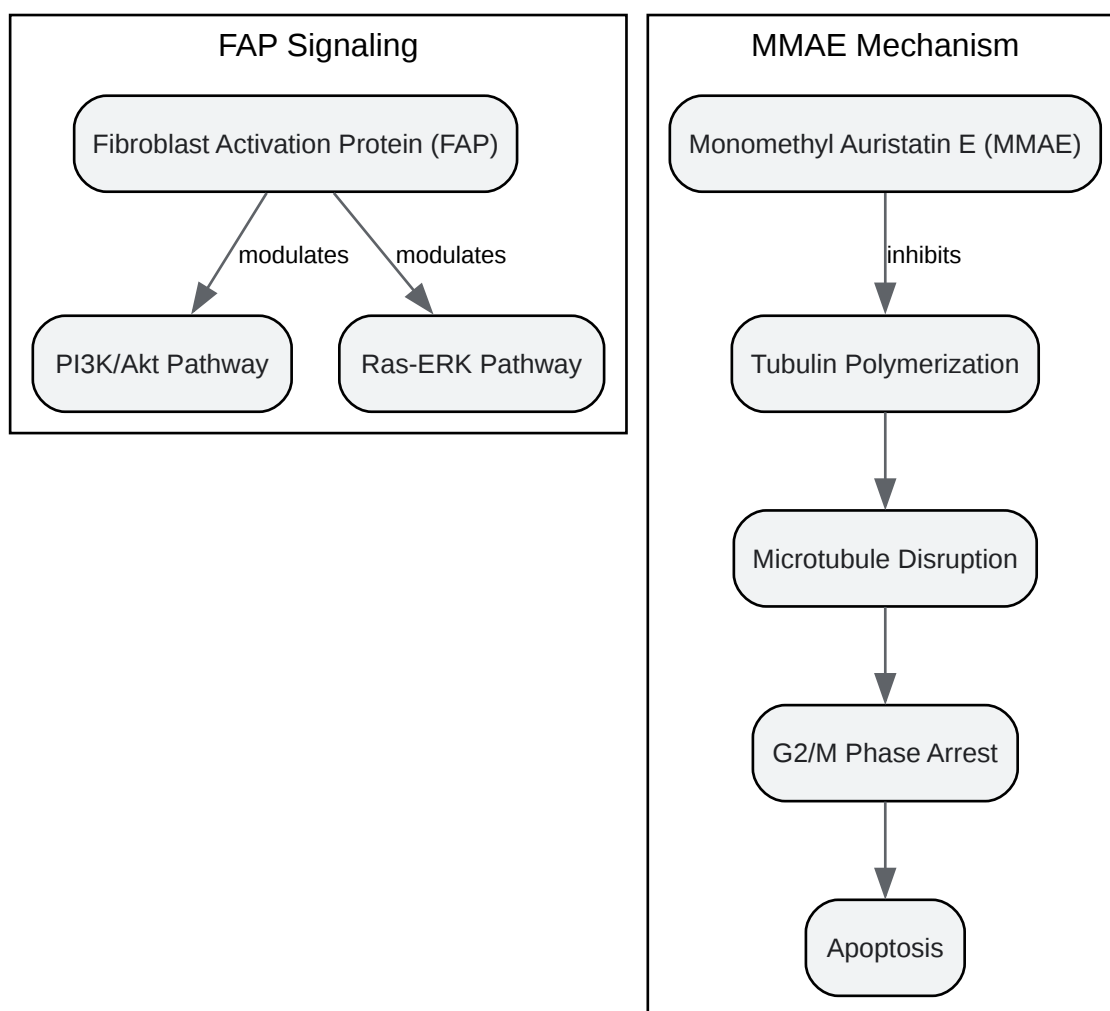 FAP Signaling
Fibroblast Activation Protein (FAP)
modulates
modulates
PI3K/Akt Pathway
Ras-ERK Pathway
MMAE Mechanism
Monomethyl Auristatin E (MMAE)
inhibits
Tubulin Polymerization
Microtubule Disruption
G2/M Phase Arrest
Apoptosis